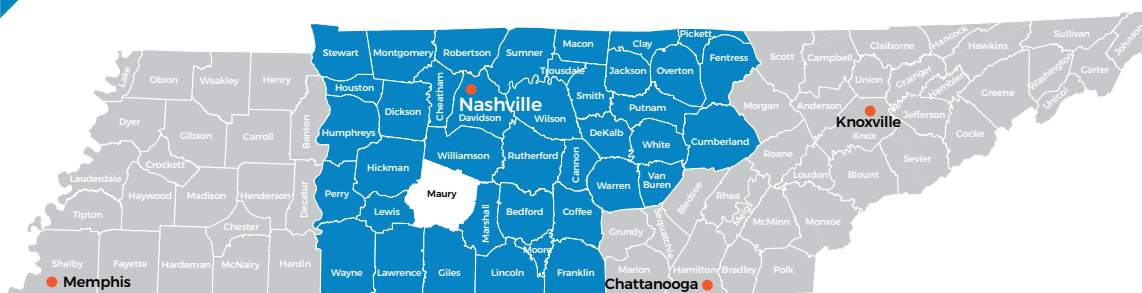 Lake
Obion
Weakley
Henry
Stewart
Montgomery
Robertson
Sumner
Macon
Clay
Pickett
Fentress
Scott
Campbell
Claiborne
Hancock
Hawkins
Sullivan
Johnson
Houston
Cheatham
Trousdale
Jackson
Overton
Union
Grainger
Hamblen
Washington
Carter
Unicoi
Greene
Dyer
Gibson
Carroll
Benton
Humphreys
Dickson
Nashville
Davidson
Wilson
Smith
Putnam
Morgan
Anderson
Knoxville
Knox
Jefferson
Cocke
Crockett
Lauderdale
Haywood
Madison
Henderson
Decatur
Perry
Hickman
Williamson
Rutherford
Cannon
DeKalb
White
Cumberland
Roane
Loudon
Blount
Sevier
Tipton
Chester
Lewis
Maury
Marshall
Bedford
Coffee
Warren
Van
Buren
Bledsoe
Rhea
Meigs
McMinn
Monroe
Grundy
Sequatchie
Shelby
Memphis
Fayette
Hardeman
McNairy
Hardin
Wayne
Lawrence
Giles
Lincoln
Moore
Franklin
Marion
Chattanooga
Hamilton
Bradley
Polk